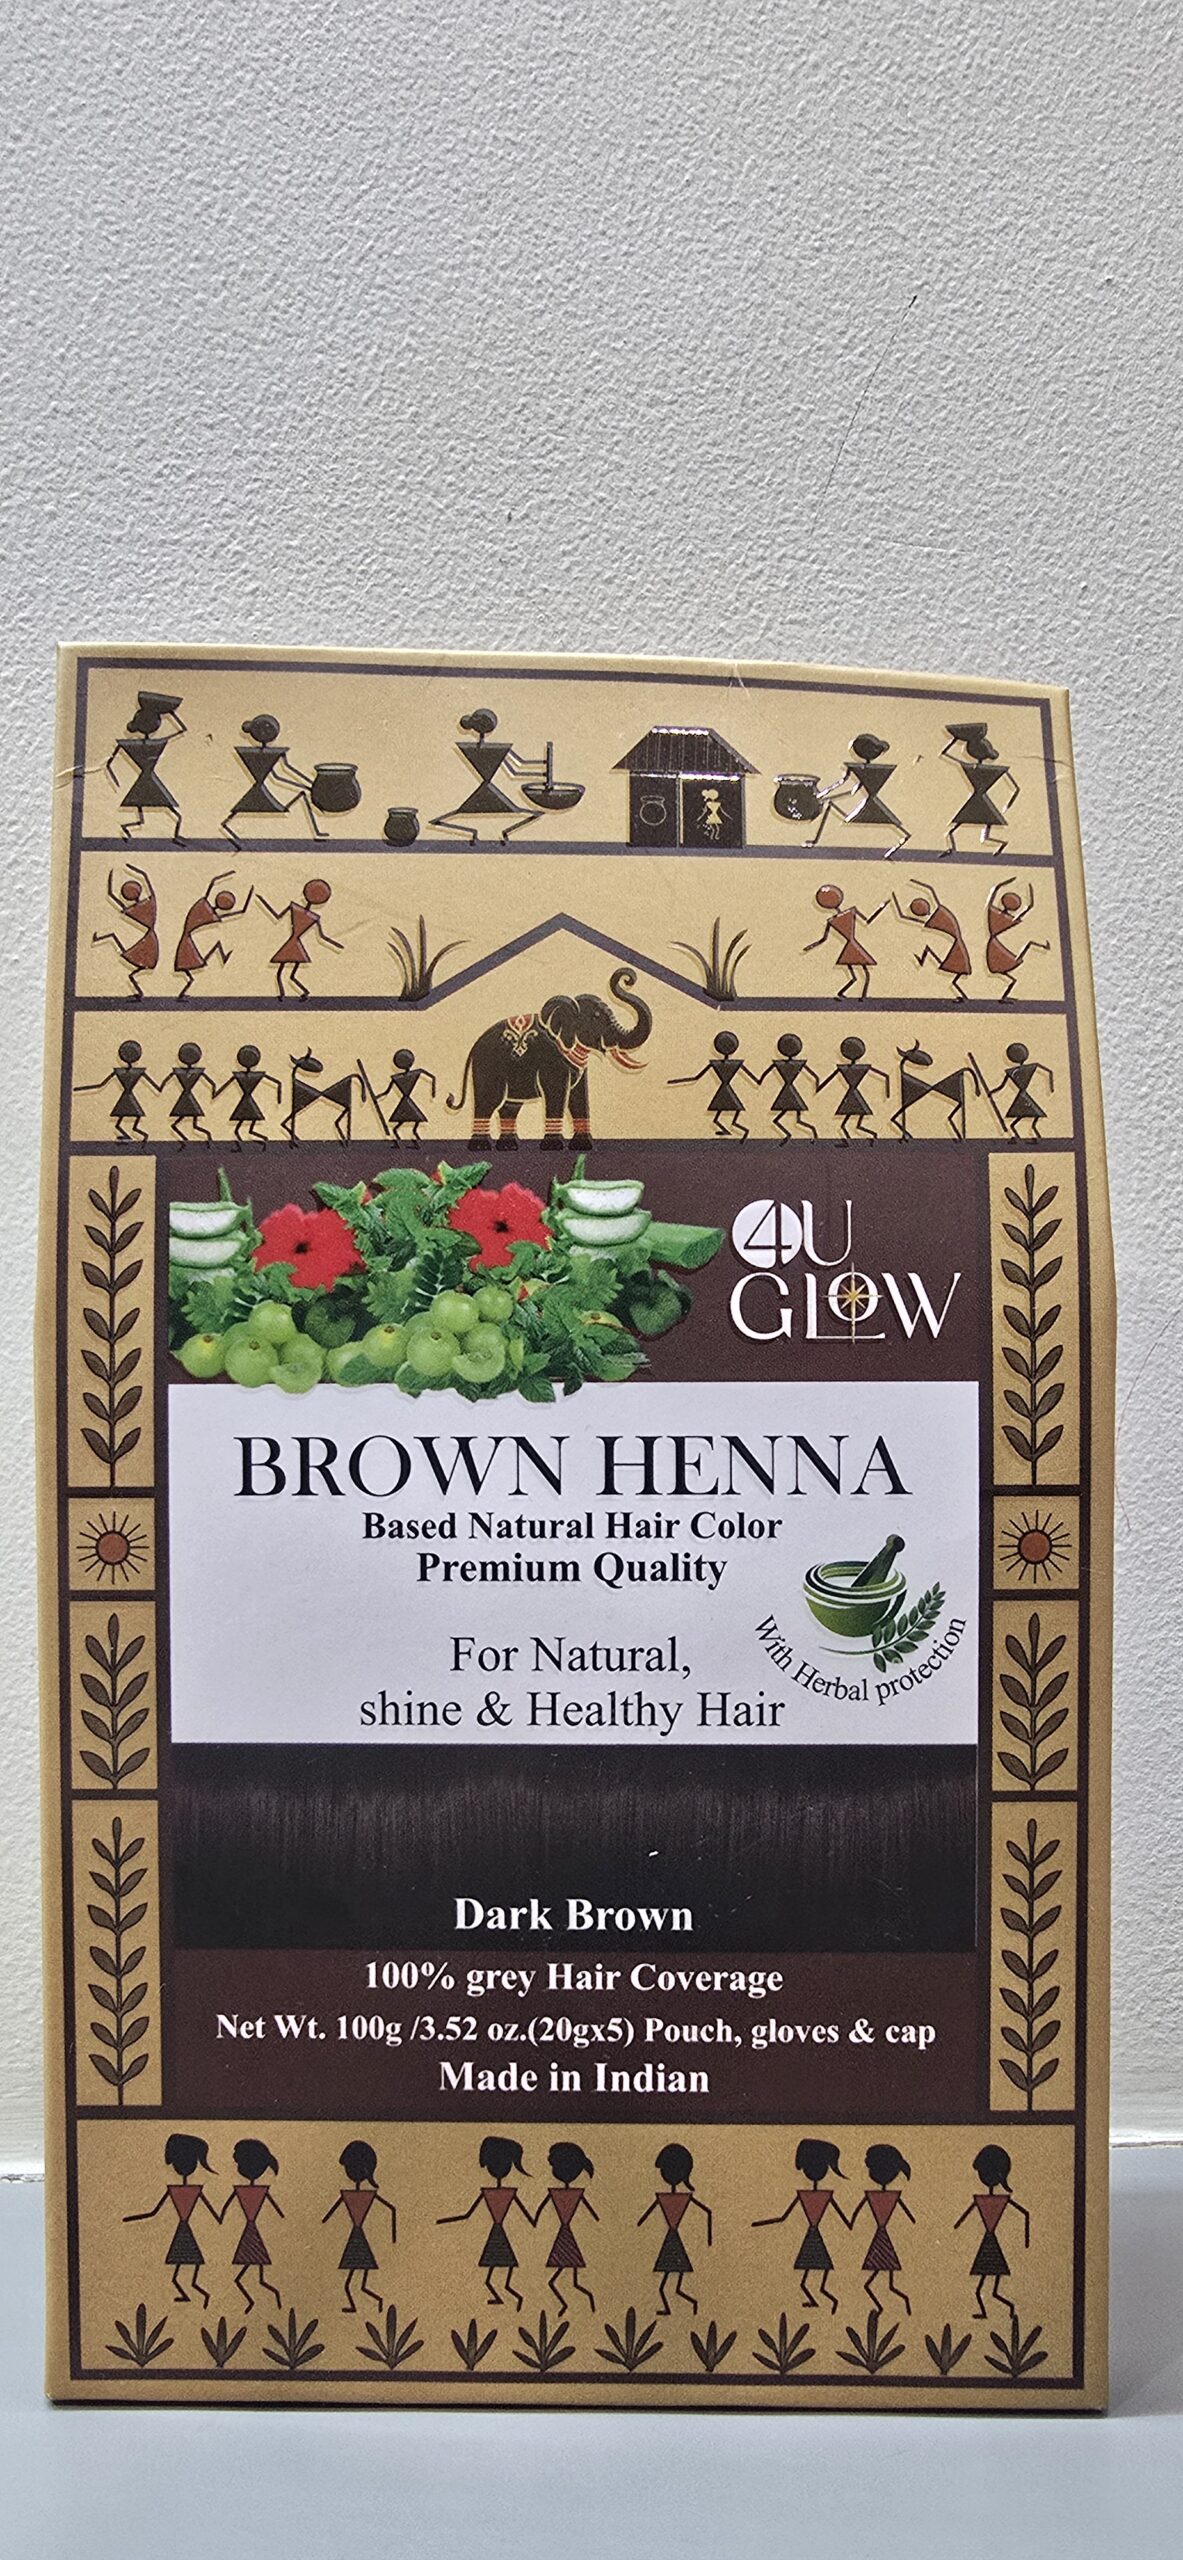 4U
GLOW
BROWN HENNA
Based Natural Hair Color
Premium Quality
With Herbal protection
For Natural,
shine & Healthy Hair
Dark Brown
100% grey Hair Coverage
Net Wt. 100g /3.52 oz.(20gx5) Pouch, gloves & cap
Made in Indian